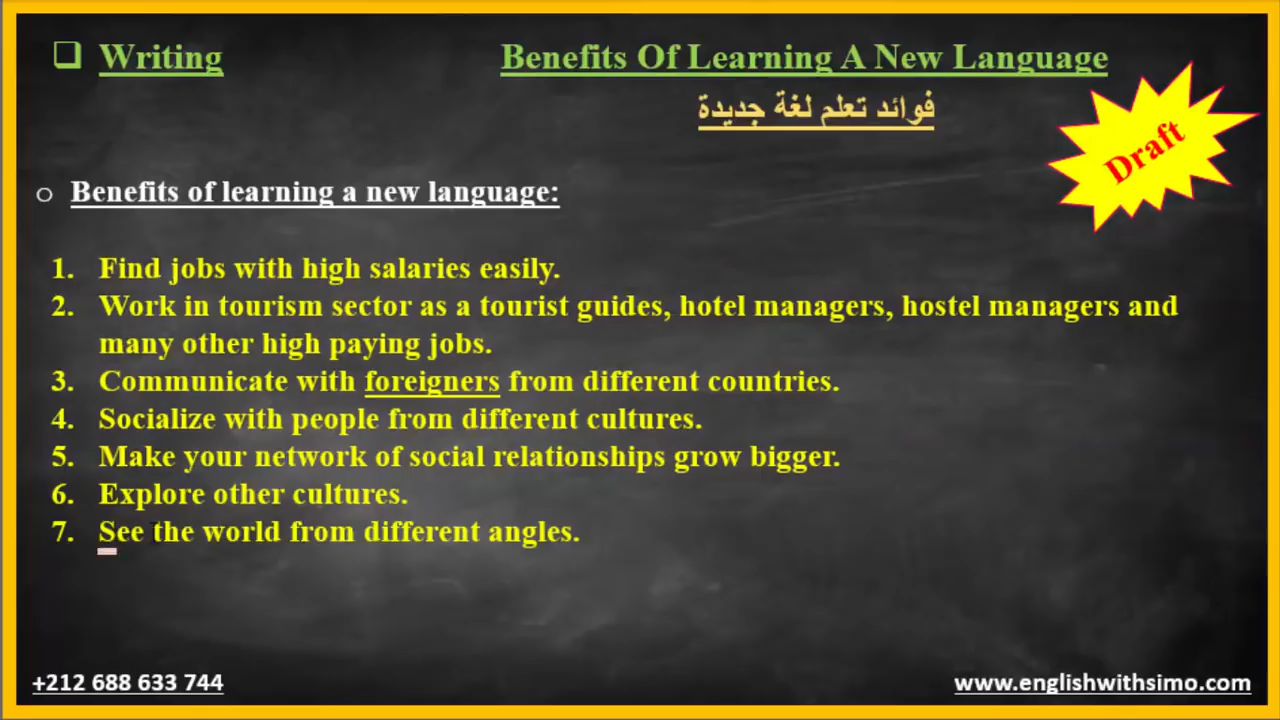 ❑ Writing
Benefits Of Learning A New Language
فوائد تعلم لغة جديدة
Draft
o Benefits of learning a new language:
1. Find jobs with high salaries easily.
2. Work in tourism sector as a tourist guides, hotel managers, hostel managers and
many other high paying jobs.
3. Communicate with foreigners from different countries.
4. Socialize with people from different cultures.
5. Make your network of social relationships grow bigger.
6. Explore other cultures.
7. See the world from different angles.
+212 688 633 744
www.englishwithsimo.com